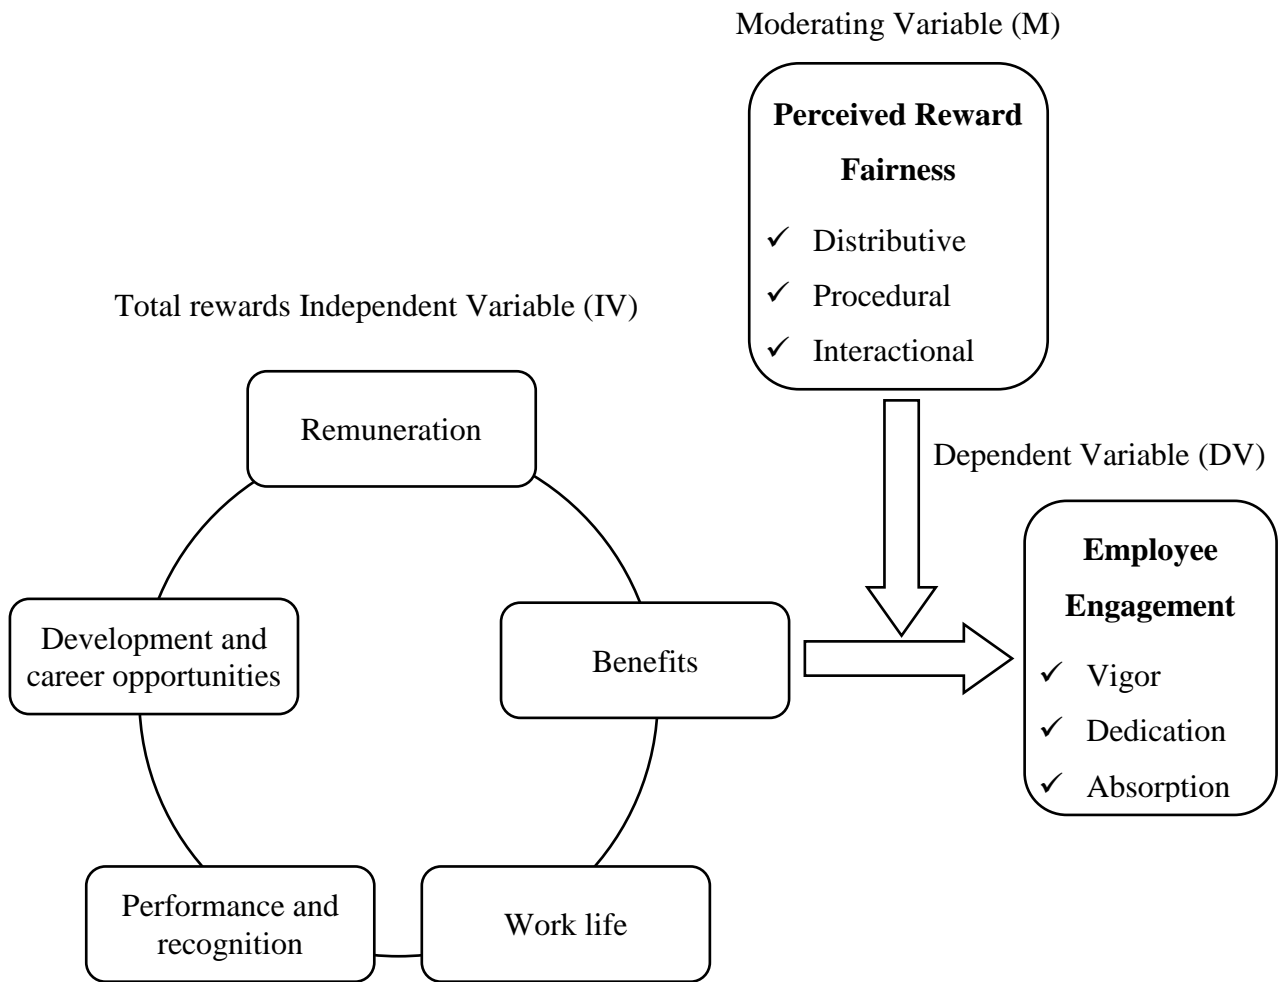 Moderating Variable (M)
Perceived Reward
Fairness
✓ Distributive
✓ Procedural
✓ Interactional
Total rewards Independent Variable (IV)
Remuneration
Dependent Variable (DV)
Development and
career opportunities
Benefits
Employee
Engagement
✓ Vigor
✓ Dedication
✓ Absorption
Performance and
recognition
Work life